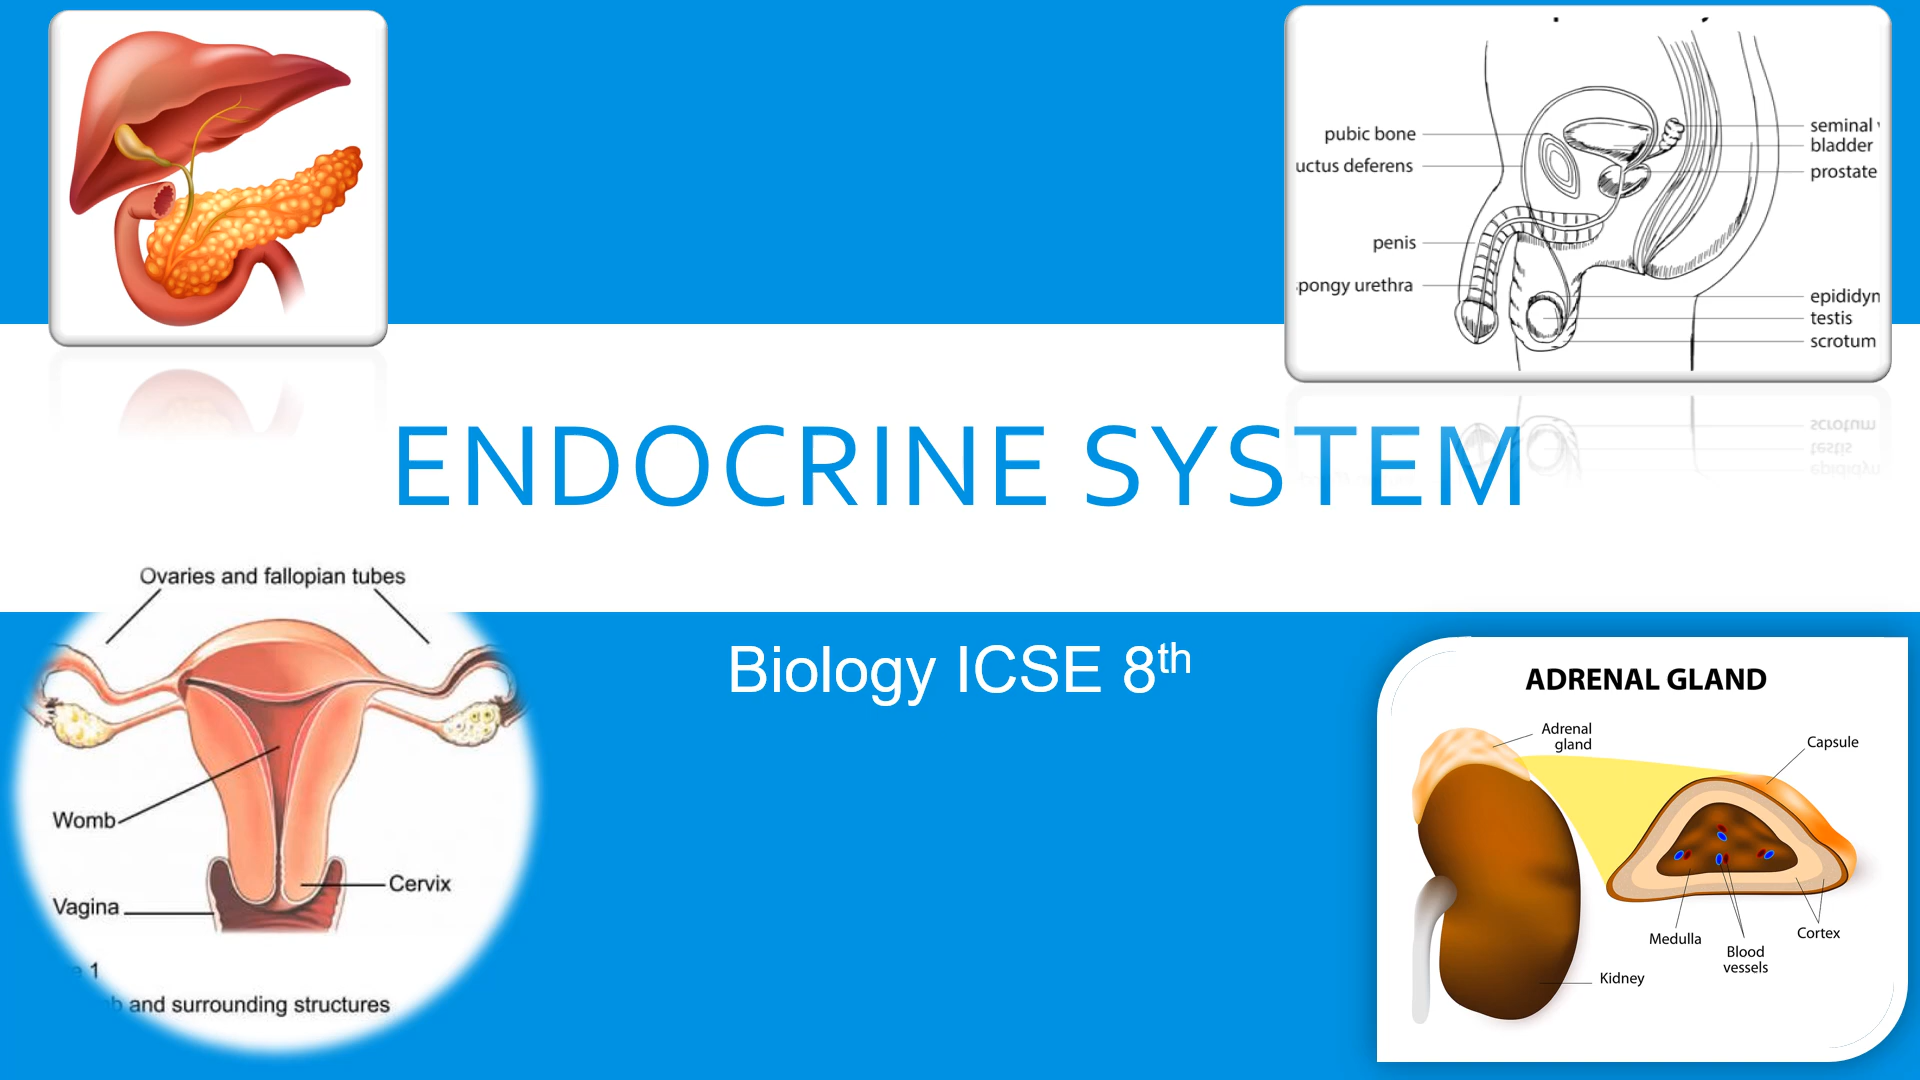 pubic bone
uctus deferens
penis
pongy urethra
seminal
bladder
prostate
epididyn
testis
scrotum
ENDOCRINE SYSTEM
Biology ICSE 8th
Ovaries and fallopian tubes
Womb
Cervix
Vagina
e 1
b and surrounding structures
ADRENAL GLAND
Adrenal
gland
Capsule
Medulla
Blood
vessels
Cortex
Kidney